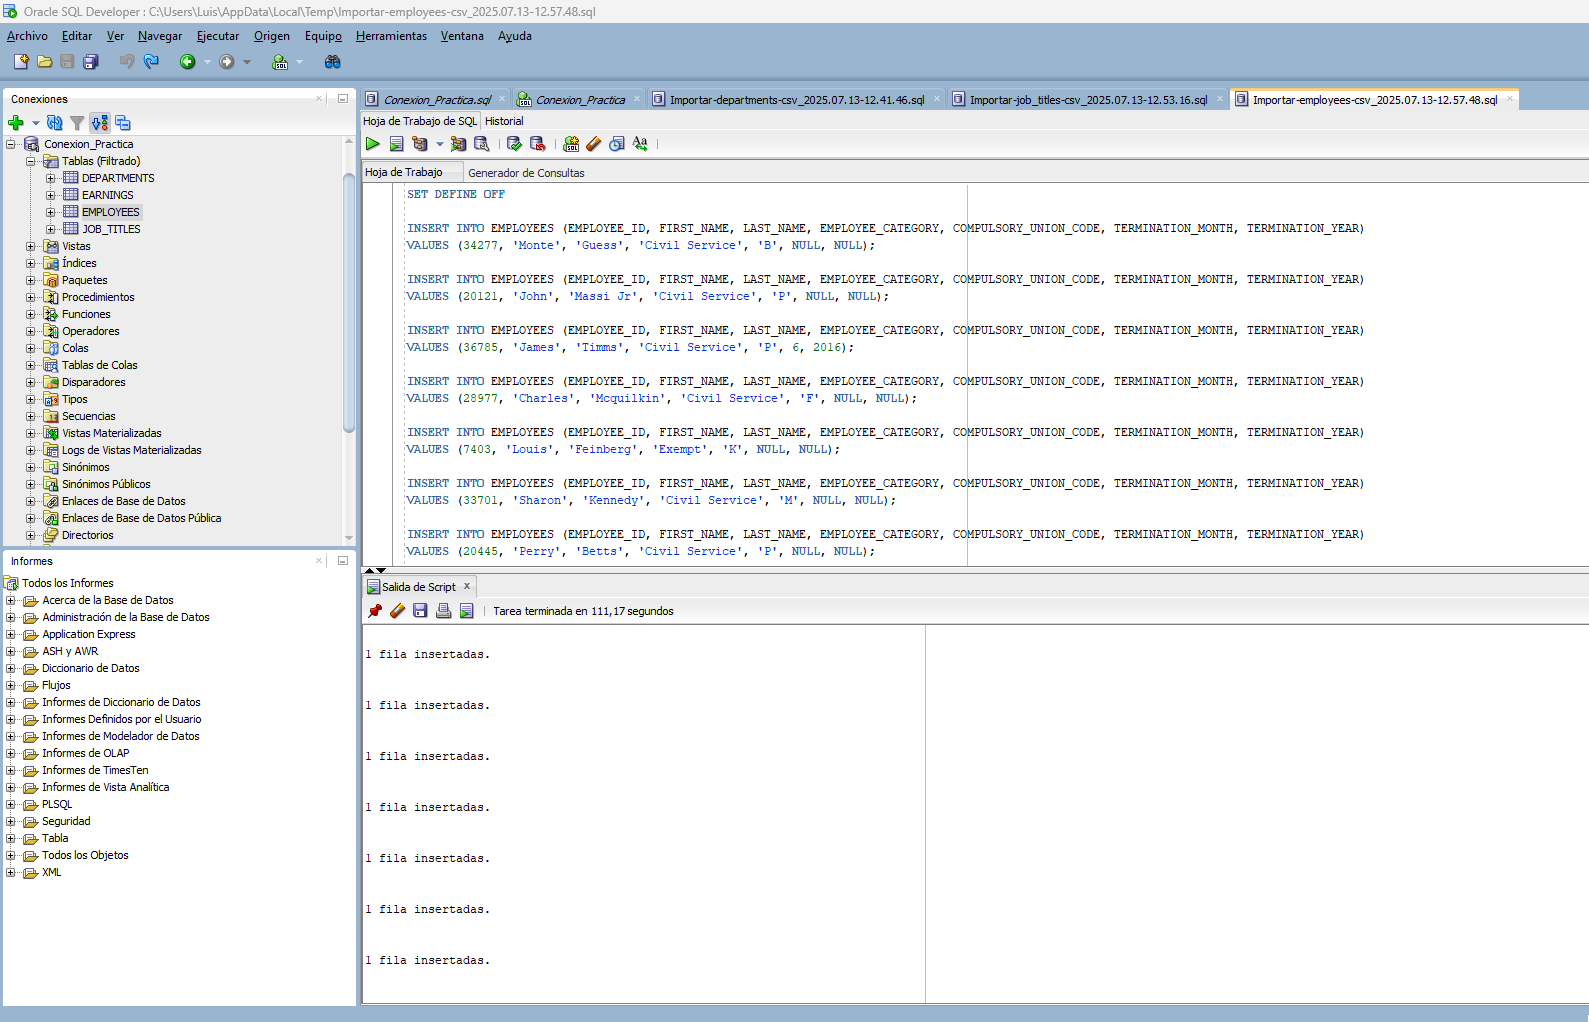 Oracle SQL Developer : C:\Users\Luis\AppData\Local\Temp\Importar-employees-csv_2025.07.13-12.57.48.sql
Archivo Editar Ver Navegar Ejecutar Origen Equipo Herramientas Ventana Ayuda
Conexiones
Conexion_Practica
Tablas (Filtrado)
DEPARTMENTS
EARNINGS
EMPLOYEES
JOB_TITLES
Vistas
Índices
Paquetes
Procedimientos
Funciones
Operadores
Colas
Tablas de Colas
Disparadores
Tipos
Secuencias
Vistas Materializadas
Logs de Vistas Materializadas
Sinónimos
Sinónimos Públicos
Enlaces de Base de Datos
Enlaces de Base de Datos Pública
Directorios
Informes
Todos los Informes
Acerca de la Base de Datos
Administración de la Base de Datos
Application Express
ASH y AWR
Diccionario de Datos
Flujos
Informes de Diccionario de Datos
Informes Definidos por el Usuario
Informes de Modelador de Datos
Informes de OLAP
Informes de TimesTen
Informes de Vista Analítica
PLSQL
Seguridad
Tabla
Todos los Objetos
XML
Conexion_Practica.sql Conexion_Practica Importar-departments-csv_2025.07.13-12.41.46.sql Importar-job_titles-csv_2025.07.13-12.53.16.sql Importar-employees-csv_2025.07.13-12.57.48.sql
Hoja de Trabajo de SQL Historial
Hoja de Trabajo Generador de Consultas
SET DEFINE OFF
INSERT INTO EMPLOYEES (EMPLOYEE_ID, FIRST_NAME, LAST_NAME, EMPLOYEE_CATEGORY, COMPULSORY_UNION_CODE, TERMINATION_MONTH, TERMINATION_YEAR)
VALUES (34277, 'Monte', 'Guess', 'Civil Service', 'B', NULL, NULL);
INSERT INTO EMPLOYEES (EMPLOYEE_ID, FIRST_NAME, LAST_NAME, EMPLOYEE_CATEGORY, COMPULSORY_UNION_CODE, TERMINATION_MONTH, TERMINATION_YEAR)
VALUES (20121, 'John', 'Massi Jr', 'Civil Service', 'P', NULL, NULL);
INSERT INTO EMPLOYEES (EMPLOYEE_ID, FIRST_NAME, LAST_NAME, EMPLOYEE_CATEGORY, COMPULSORY_UNION_CODE, TERMINATION_MONTH, TERMINATION_YEAR)
VALUES (36785, 'James', 'Timms', 'Civil Service', 'P', 6, 2016);
INSERT INTO EMPLOYEES (EMPLOYEE_ID, FIRST_NAME, LAST_NAME, EMPLOYEE_CATEGORY, COMPULSORY_UNION_CODE, TERMINATION_MONTH, TERMINATION_YEAR)
VALUES (28977, 'Charles', 'Mcquilkin', 'Civil Service', 'F', NULL, NULL);
INSERT INTO EMPLOYEES (EMPLOYEE_ID, FIRST_NAME, LAST_NAME, EMPLOYEE_CATEGORY, COMPULSORY_UNION_CODE, TERMINATION_MONTH, TERMINATION_YEAR)
VALUES (7403, 'Louis', 'Feinberg', 'Exempt', 'K', NULL, NULL);
INSERT INTO EMPLOYEES (EMPLOYEE_ID, FIRST_NAME, LAST_NAME, EMPLOYEE_CATEGORY, COMPULSORY_UNION_CODE, TERMINATION_MONTH, TERMINATION_YEAR)
VALUES (33701, 'Sharon', 'Kennedy', 'Civil Service', 'M', NULL, NULL);
INSERT INTO EMPLOYEES (EMPLOYEE_ID, FIRST_NAME, LAST_NAME, EMPLOYEE_CATEGORY, COMPULSORY_UNION_CODE, TERMINATION_MONTH, TERMINATION_YEAR)
VALUES (20445, 'Perry', 'Betts', 'Civil Service', 'P', NULL, NULL);
Salida de Script
Tarea terminada en 111,17 segundos
1 fila insertadas.
1 fila insertadas.
1 fila insertadas.
1 fila insertadas.
1 fila insertadas.
1 fila insertadas.
1 fila insertadas.